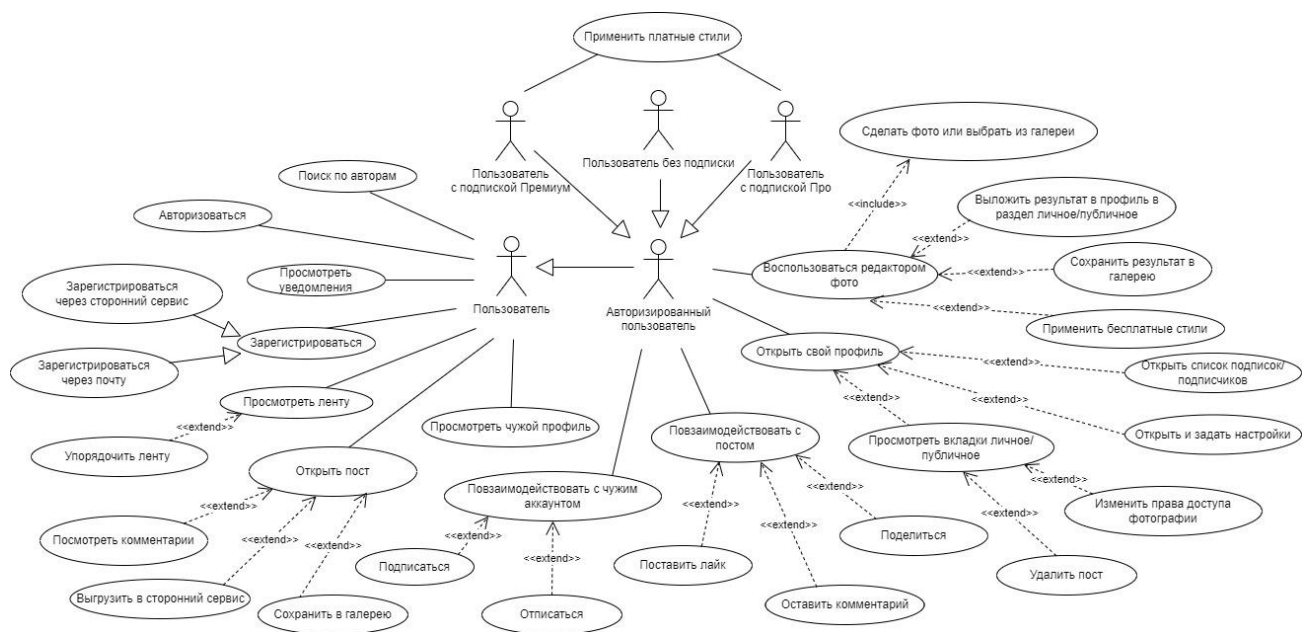 Применить платные стили
Пользователь
с подпиской Премиум
Пользователь без подписки
Пользователь
с подпиской Про
Сделать фото или выбрать из галереи
Поиск по авторам
<<include>>
Выложить результат в профиль в
раздел личное/публичное
Авторизоваться
<<extend>>
Просмотреть
уведомления
Воспользоваться редактором
фото
<<extend>>
Сохранить результат в
галерею
Зарегистрироваться
через сторонний сервис
Пользователь
Авторизированный
пользователь
<<extend>>
Применить бесплатные стили
Зарегистрироваться
Открыть свой профиль
<<extend>>
Открыть список подписок/
подписчиков
Зарегистрироваться
через почту
<<extend>>
<<extend>>
Просмотреть ленту
Просмотреть чужой профиль
Повзаимодействовать с
постом
Просмотреть вкладки личное/
публичное
Открыть и задать настройки
<<extend>>
Упорядочить ленту
Открыть пост
Повзаимодействовать с чужим
аккаунтом
<<extend>>
Изменить права доступа
фотографии
<<extend>>
<<extend>>
<<extend>>
<<extend>>
<<extend>>
<<extend>>
Посмотреть комментарии
<<extend>>
<<extend>>
<<extend>>
Поделиться
Подписаться
Поставить лайк
Удалить пост
Выгрузить в сторонний сервис
Сохранить в галерею
Отписаться
Оставить комментарий